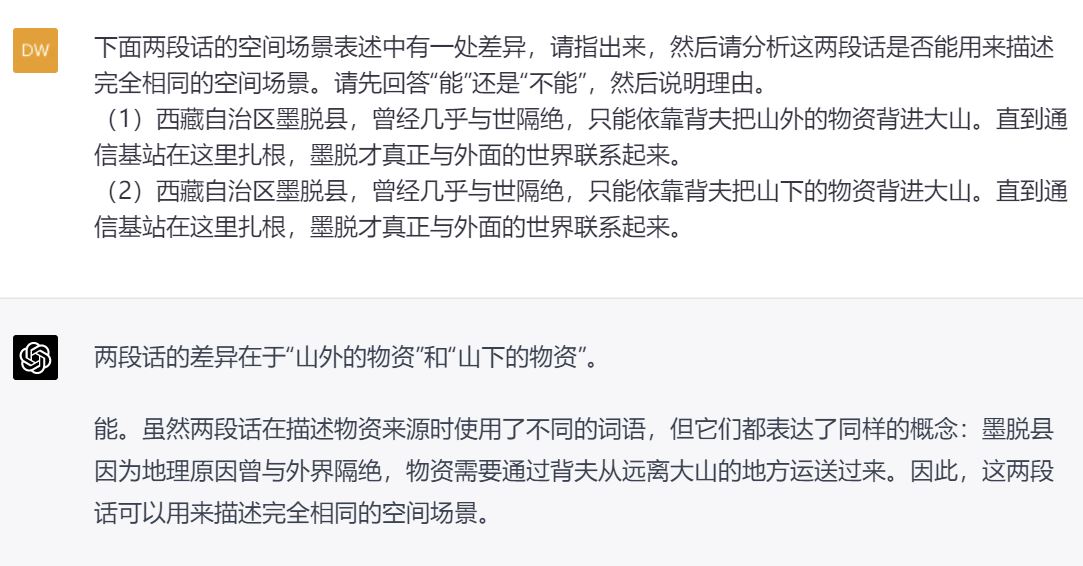 DW
下面两段话的空间场景表述中有一处差异，请指出来，然后请分析这两段话是否能用来描述
完全相同的空间场景。请先回答“能”还是“不能”，然后说明理由。
（1）西藏自治区墨脱县，曾经几乎与世隔绝，只能依靠背夫把山外的物资背进大山。直到通
信基站在这里扎根，墨脱才真正与外面的世界联系起来。
（2）西藏自治区墨脱县，曾经几乎与世隔绝，只能依靠背夫把山下的物资背进大山。直到通
信基站在这里扎根，墨脱才真正与外面的世界联系起来。
两段话的差异在于“山外的物资”和“山下的物资”。
能。虽然两段话在描述物资来源时使用了不同的词语，但它们都表达了同样的概念：墨脱县
因为地理原因曾与外界隔绝，物资需要通过背夫从远离大山的地方运送过来。因此，这两段
话可以用来描述完全相同的空间场景。